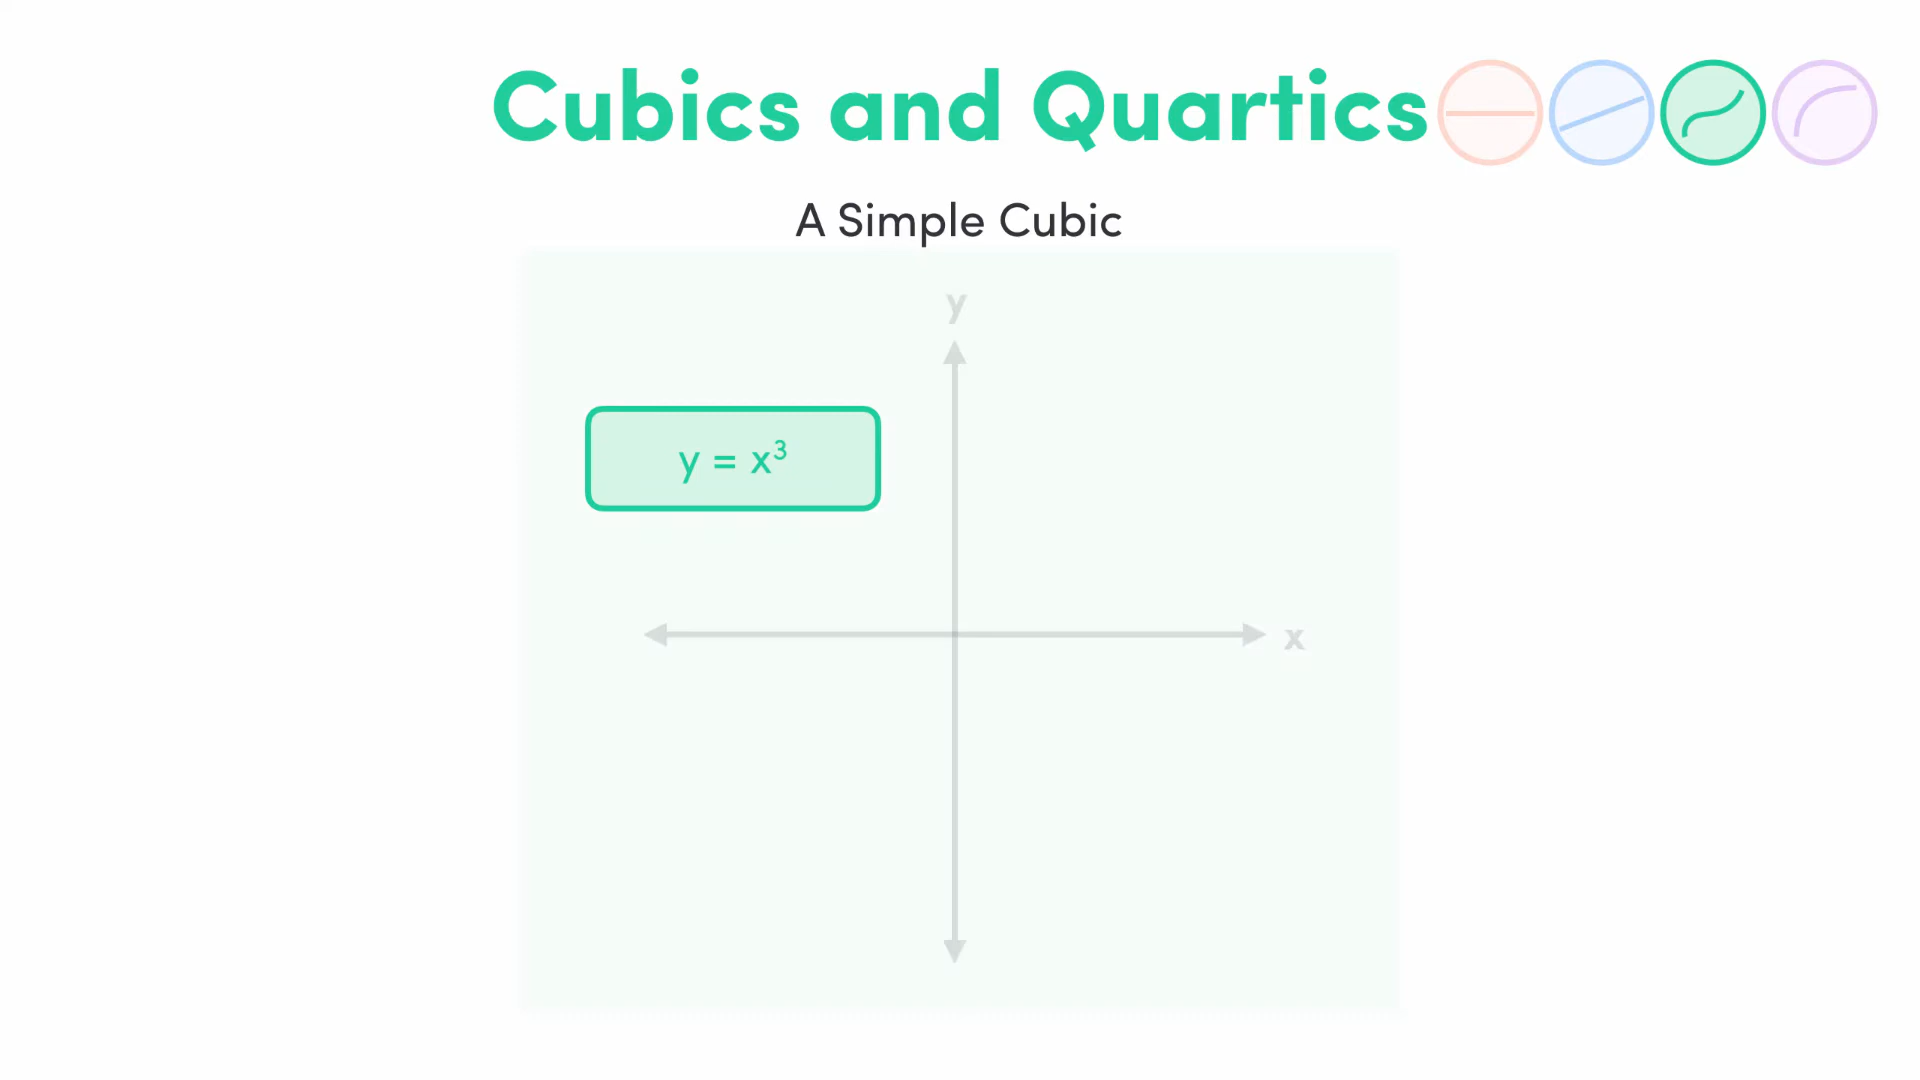 Cubics and Quartics
A Simple Cubic
y
y = x³
x